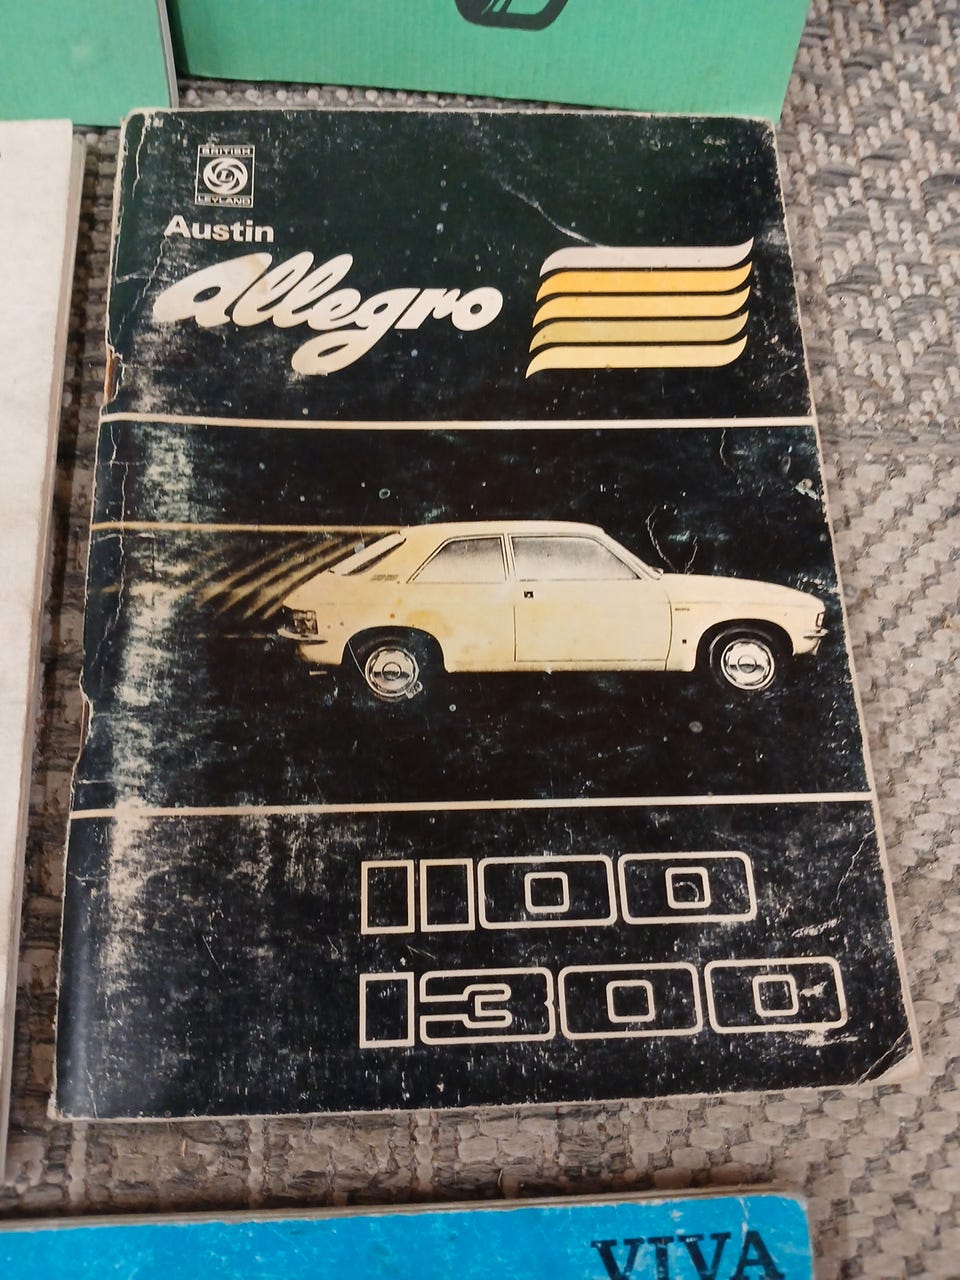 BRITISH
L
LEYLAND
Austin
Allegro
1100
1300
VIVA